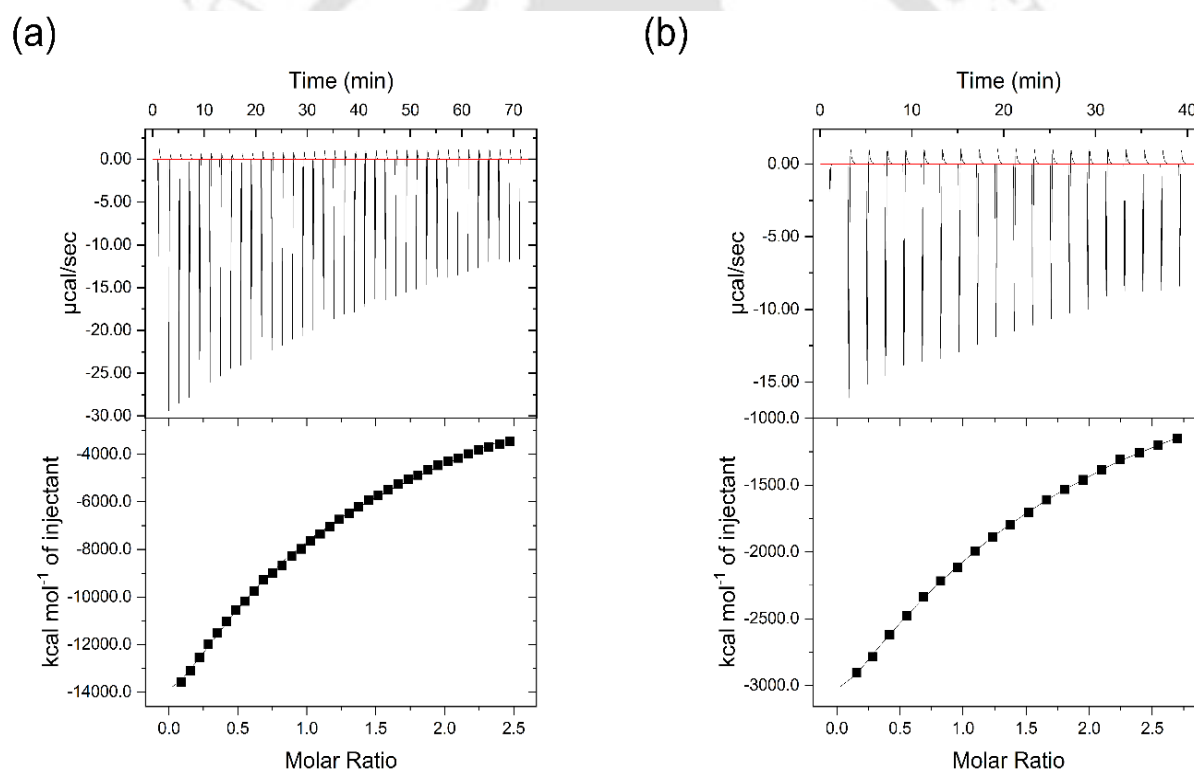 (a)
Time (min)
0 10 20 30 40 50 60 70
µcal/sec
0.00
-5.00
-10.00
-15.00
-20.00
-25.00
-30.00
kcal mol⁻¹ of injectant
-4000.0
-6000.0
-8000.0
-10000.0
-12000.0
-14000.0
0.0 0.5 1.0 1.5 2.0 2.5
Molar Ratio
(b)
Time (min)
0 10 20 30 40
µcal/sec
0.00
-5.00
-10.00
-15.00
-1000.0
kcal mol⁻¹ of injectant
-1500.0
-2000.0
-2500.0
-3000.0
0.0 0.5 1.0 1.5 2.0 2.5
Molar Ratio